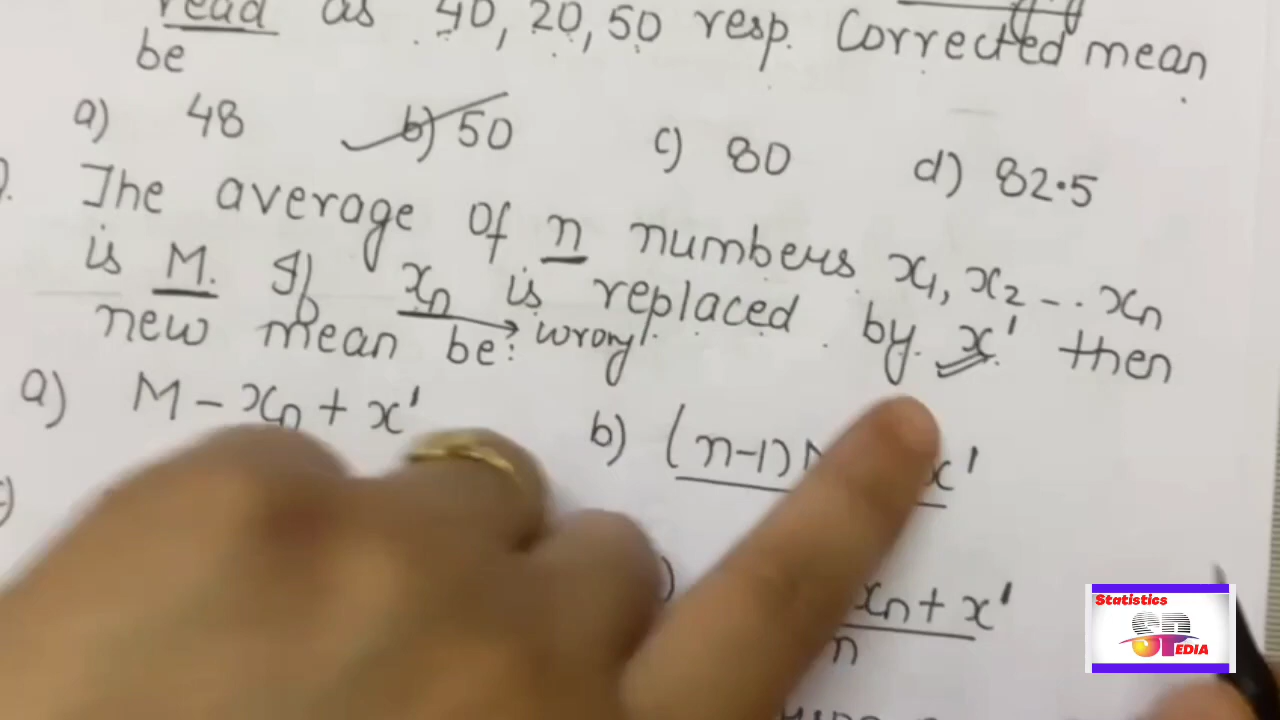 read as 40, 20, 50 resp. Corrected mean
be
a) 48 b) 50 c) 80 d) 82.5
The average of n numbers x1, x2 -.. xn
is M. If xn is replaced by x' then
new mean be: wrong
a) M - xn + x' b) (n-1) x'
xn + x'
n
Statistics
PEDIA